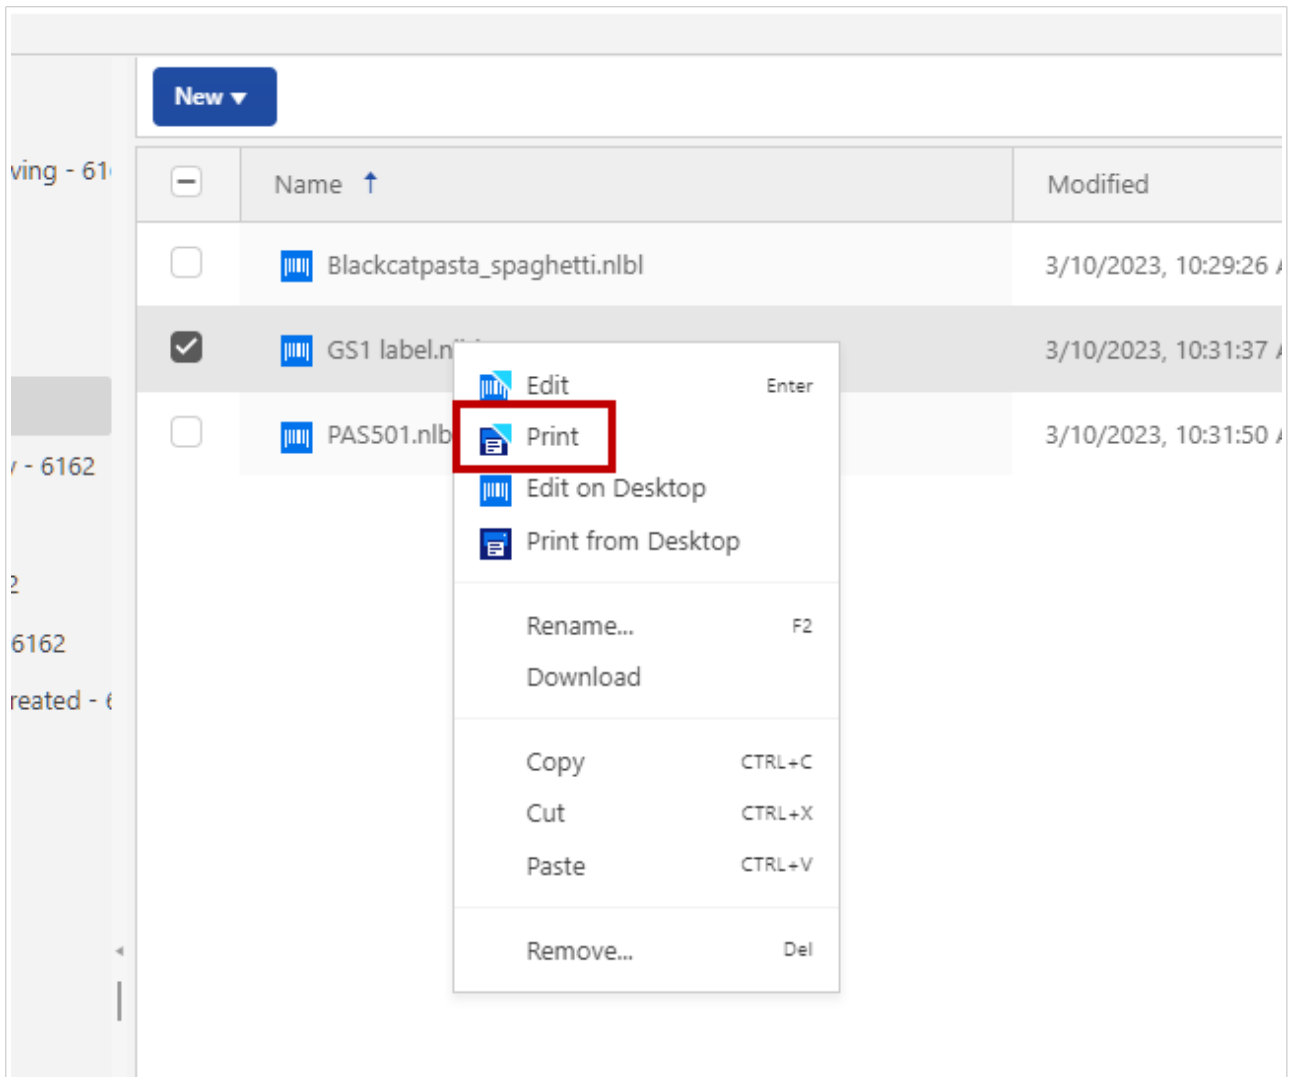 New
ving - 61
Name Modified
Blackcatpasta_spaghetti.nlbl 3/10/2023, 10:29:26
GS1 label.n 3/10/2023, 10:31:37
Edit Enter
PAS501.nlb Print 3/10/2023, 10:31:50
y - 6162
Edit on Desktop
Print from Desktop
2
Rename... F2
6162
Download
reated - 6
Copy CTRL+C
Cut CTRL+X
Paste CTRL+V
Remove... Del